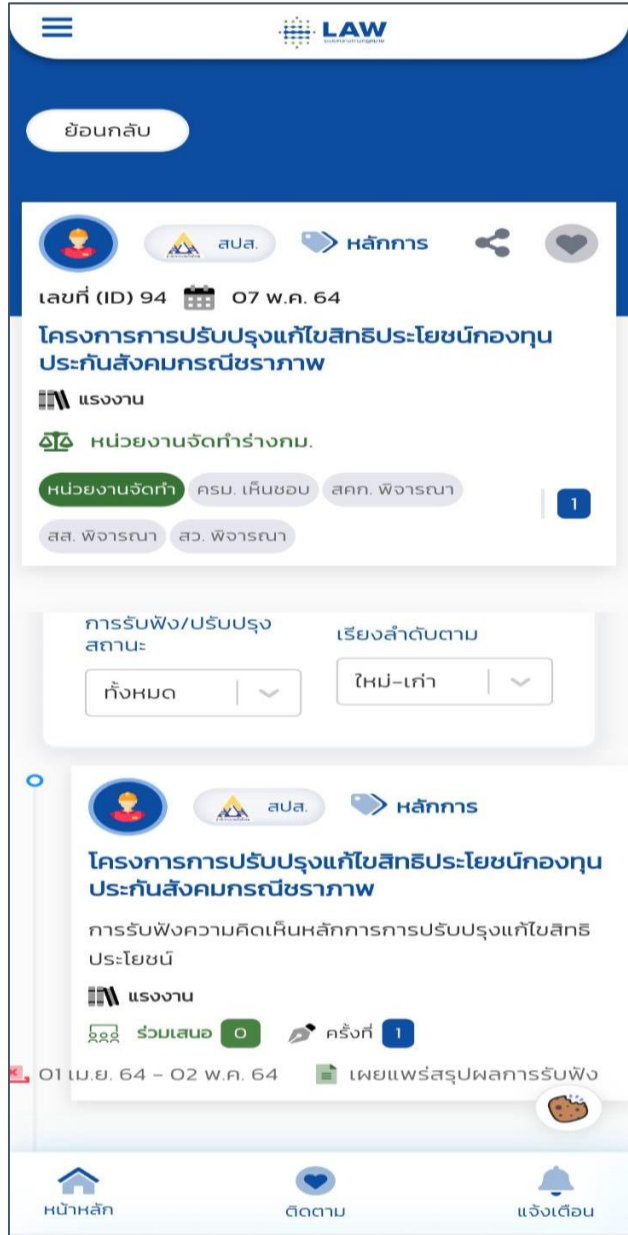 LAW
ย้อนกลับ
สปส. หลักการ
เลขที่ (ID) 94 07 พ.ค. 64
โครงการการปรับปรุงแก้ไขสิทธิประโยชน์กองทุน
ประกันสังคมกรณีชราภาพ
แรงงาน
หน่วยงานจัดทำร่างกม.
หน่วยงานจัดทำ ครม. เห็นชอบ สคก. พิจารณา
1
สส. พิจารณา สว. พิจารณา
การรับฟัง/ปรับปรุง
สถานะ
เรียงลำดับตาม
ทั้งหมด
ใหม่-เก่า
สปส. หลักการ
โครงการการปรับปรุงแก้ไขสิทธิประโยชน์กองทุน
ประกันสังคมกรณีชราภาพ
การรับฟังความคิดเห็นหลักการการปรับปรุงแก้ไขสิทธิ
ประโยชน์
แรงงาน
ร่วมเสนอ 0 ครั้งที่ 1
01 เม.ย. 64 - 02 พ.ค. 64 เผยแพร่สรุปผลการรับฟัง
หน้าหลัก ติดตาม แจ้งเตือน